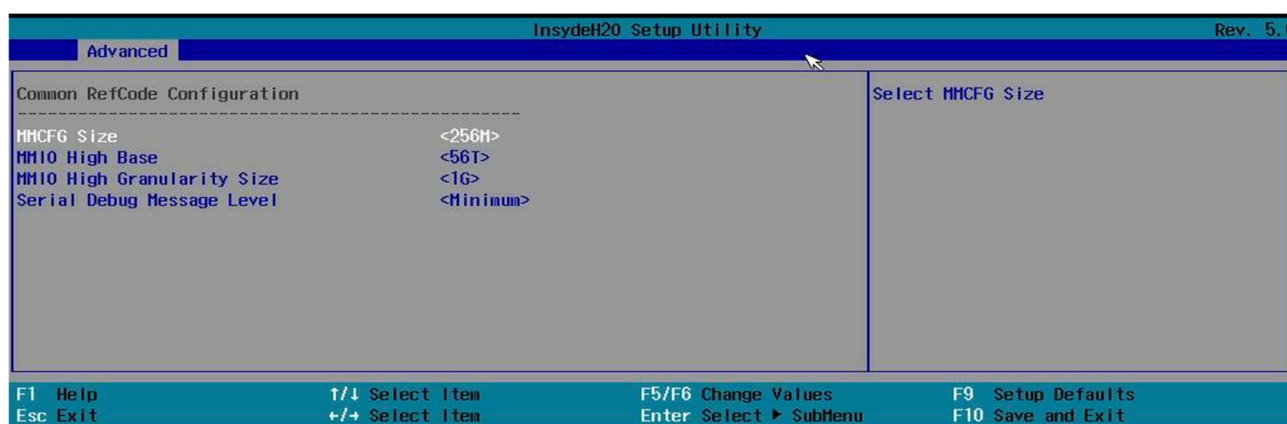 InsydeH20 Setup Utility Rev. 5.
Advanced
Common RefCode Configuration
Select MMCFG Size
MMCFG Size <256M>
MMIO High Base <56T>
MMIO High Granularity Size <1G>
Serial Debug Message Level <Minimum>
F1 Help ↑/↓ Select Item F5/F6 Change Values F9 Setup Defaults
Esc Exit ←/→ Select Item Enter Select ▶ SubMenu F10 Save and Exit